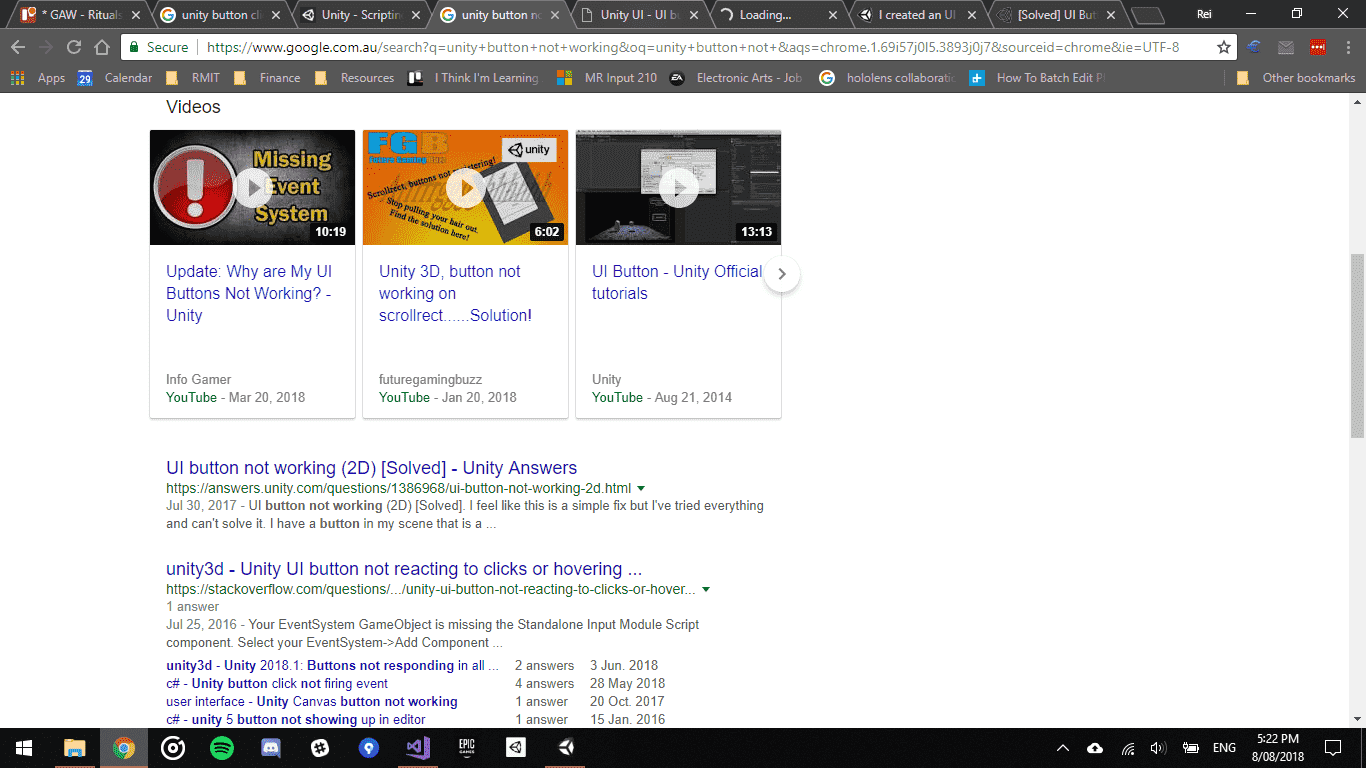 * GAW - Rituals
unity button cli
Unity - Scriptin
unity button no
Unity UI - UI bu
Loading...
I created an UI
[Solved] UI But
Rei
Secure
https://www.google.com.au/search?q=unity+button+not+working&oq=unity+button+not+&aqs=chrome.1.69i57j0l5.3893j0j7&sourceid=chrome&ie=UTF-8
Apps
29
Calendar
RMIT
Finance
Resources
I Think I'm Learning
MR Input 210
EA
Electronic Arts - Job
hololens collaboratio
How To Batch Edit P
Other bookmarks
Videos
Missing
Event
System
10:19
FGB
unity
Scrollrect, buttons not registering!
Stop pulling your hair out.
Find the solution here!
6:02
13:13
Update: Why are My UI
Buttons Not Working? -
Unity
Info Gamer
YouTube - Mar 20, 2018
Unity 3D, button not
working on
scrollrect......Solution!
futuregamingbuzz
YouTube - Jan 20, 2018
UI Button - Unity Official
tutorials
Unity
YouTube - Aug 21, 2014
UI button not working (2D) [Solved] - Unity Answers
https://answers.unity.com/questions/1386968/ui-button-not-working-2d.html
Jul 30, 2017 - UI button not working (2D) [Solved]. I feel like this is a simple fix but I've tried everything
and can't solve it. I have a button in my scene that is a ...
unity3d - Unity UI button not reacting to clicks or hovering ...
https://stackoverflow.com/questions/.../unity-ui-button-not-reacting-to-clicks-or-hover...
1 answer
Jul 25, 2016 - Your EventSystem GameObject is missing the Standalone Input Module Script
component. Select your EventSystem->Add Component ...
unity3d - Unity 2018.1: Buttons not responding in all ... 2 answers 3 Jun. 2018
c# - Unity button click not firing event 4 answers 28 May 2018
user interface - Unity Canvas button not working 1 answer 20 Oct. 2017
c# - unity 5 button not showing up in editor 1 answer 15 Jan. 2016
EPIC
GAMES
ENG
5:22 PM
8/08/2018